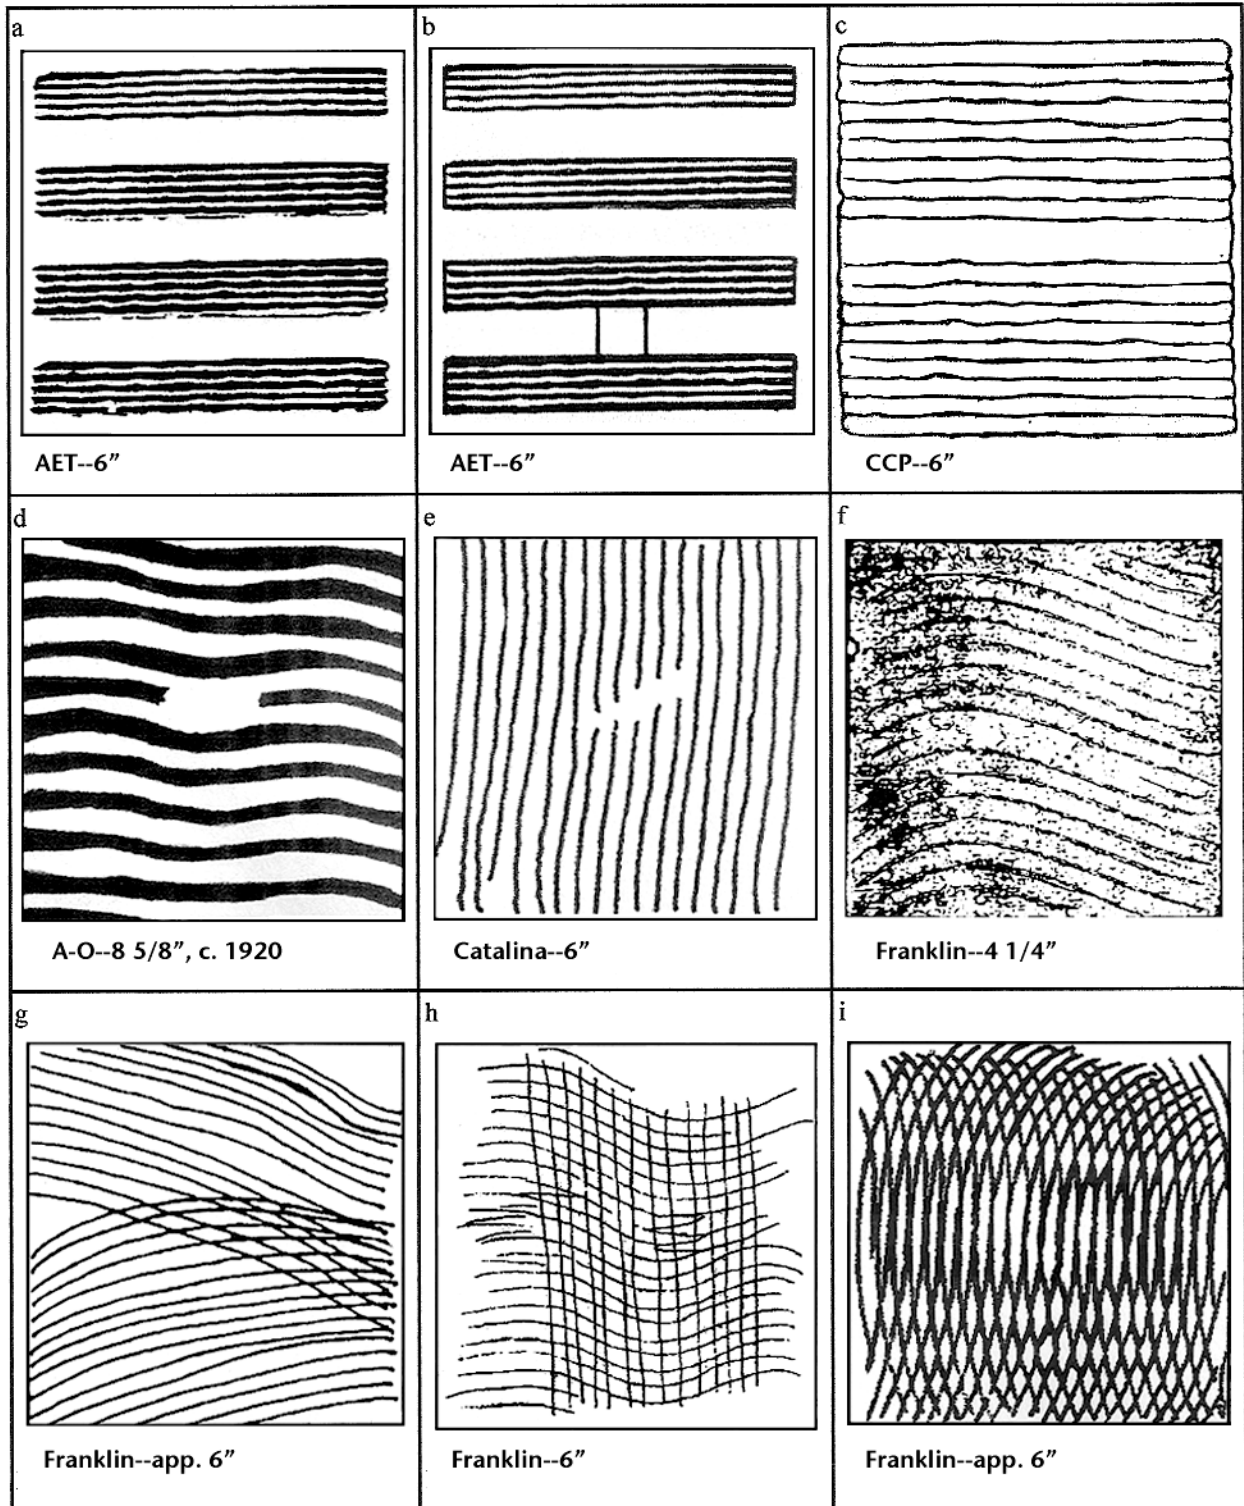 a
b
c
AET--6”
AET--6”
CCP--6”
d
e
f
A-O--8 5/8”, c. 1920
Catalina--6”
Franklin--4 1/4”
g
h
i
Franklin--app. 6”
Franklin--6”
Franklin--app. 6”